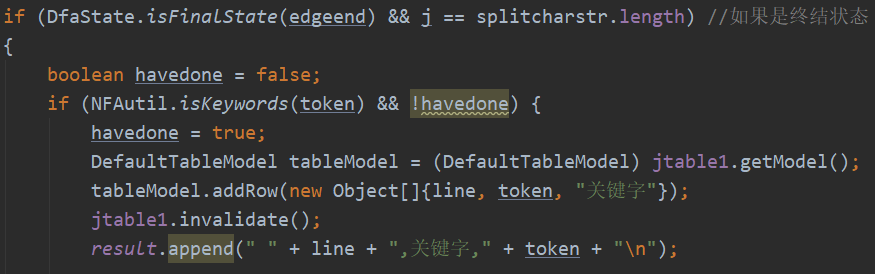 if (DfaState.isFinalState(edgeend) && j == splitcharstr.length) //如果是终结状态
{
    boolean havedone = false;
    if (NFAutil.isKeywords(token) && !havedone) {
        havedone = true;
        DefaultTableModel tableModel = (DefaultTableModel) jtable1.getModel();
        tableModel.addRow(new Object[]{line, token, "关键字"});
        jtable1.invalidate();
        result.append(" " + line + ",关键字," + token + "\n");